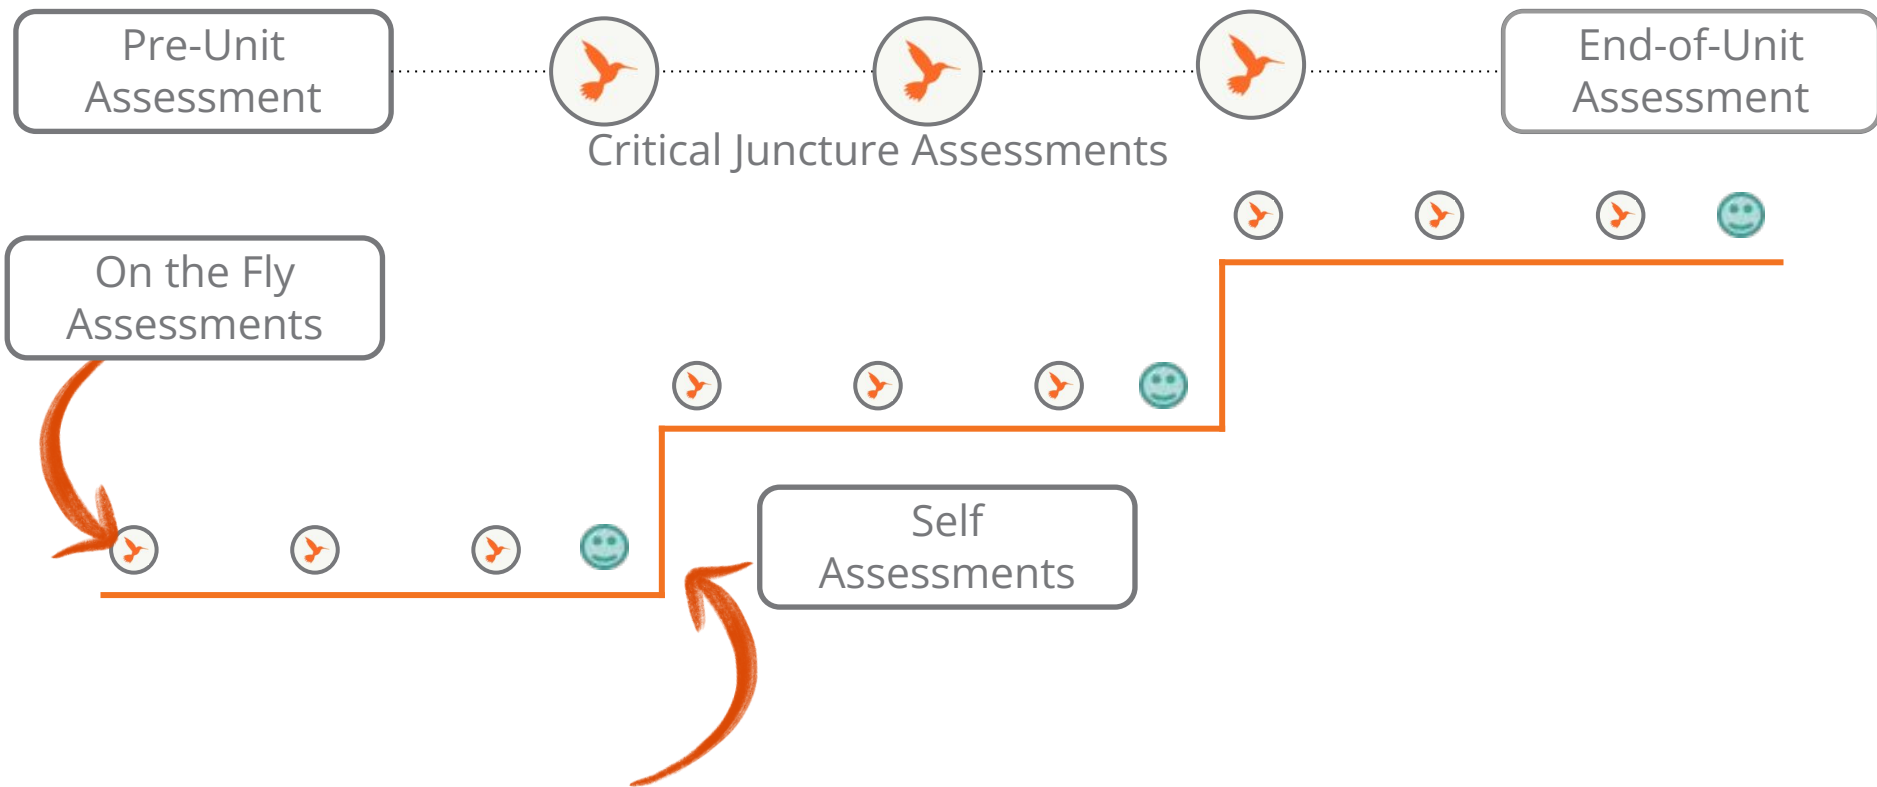 Pre-Unit
Assessment
End-of-Unit
Assessment
Critical Juncture Assessments
On the Fly
Assessments
Self
Assessments